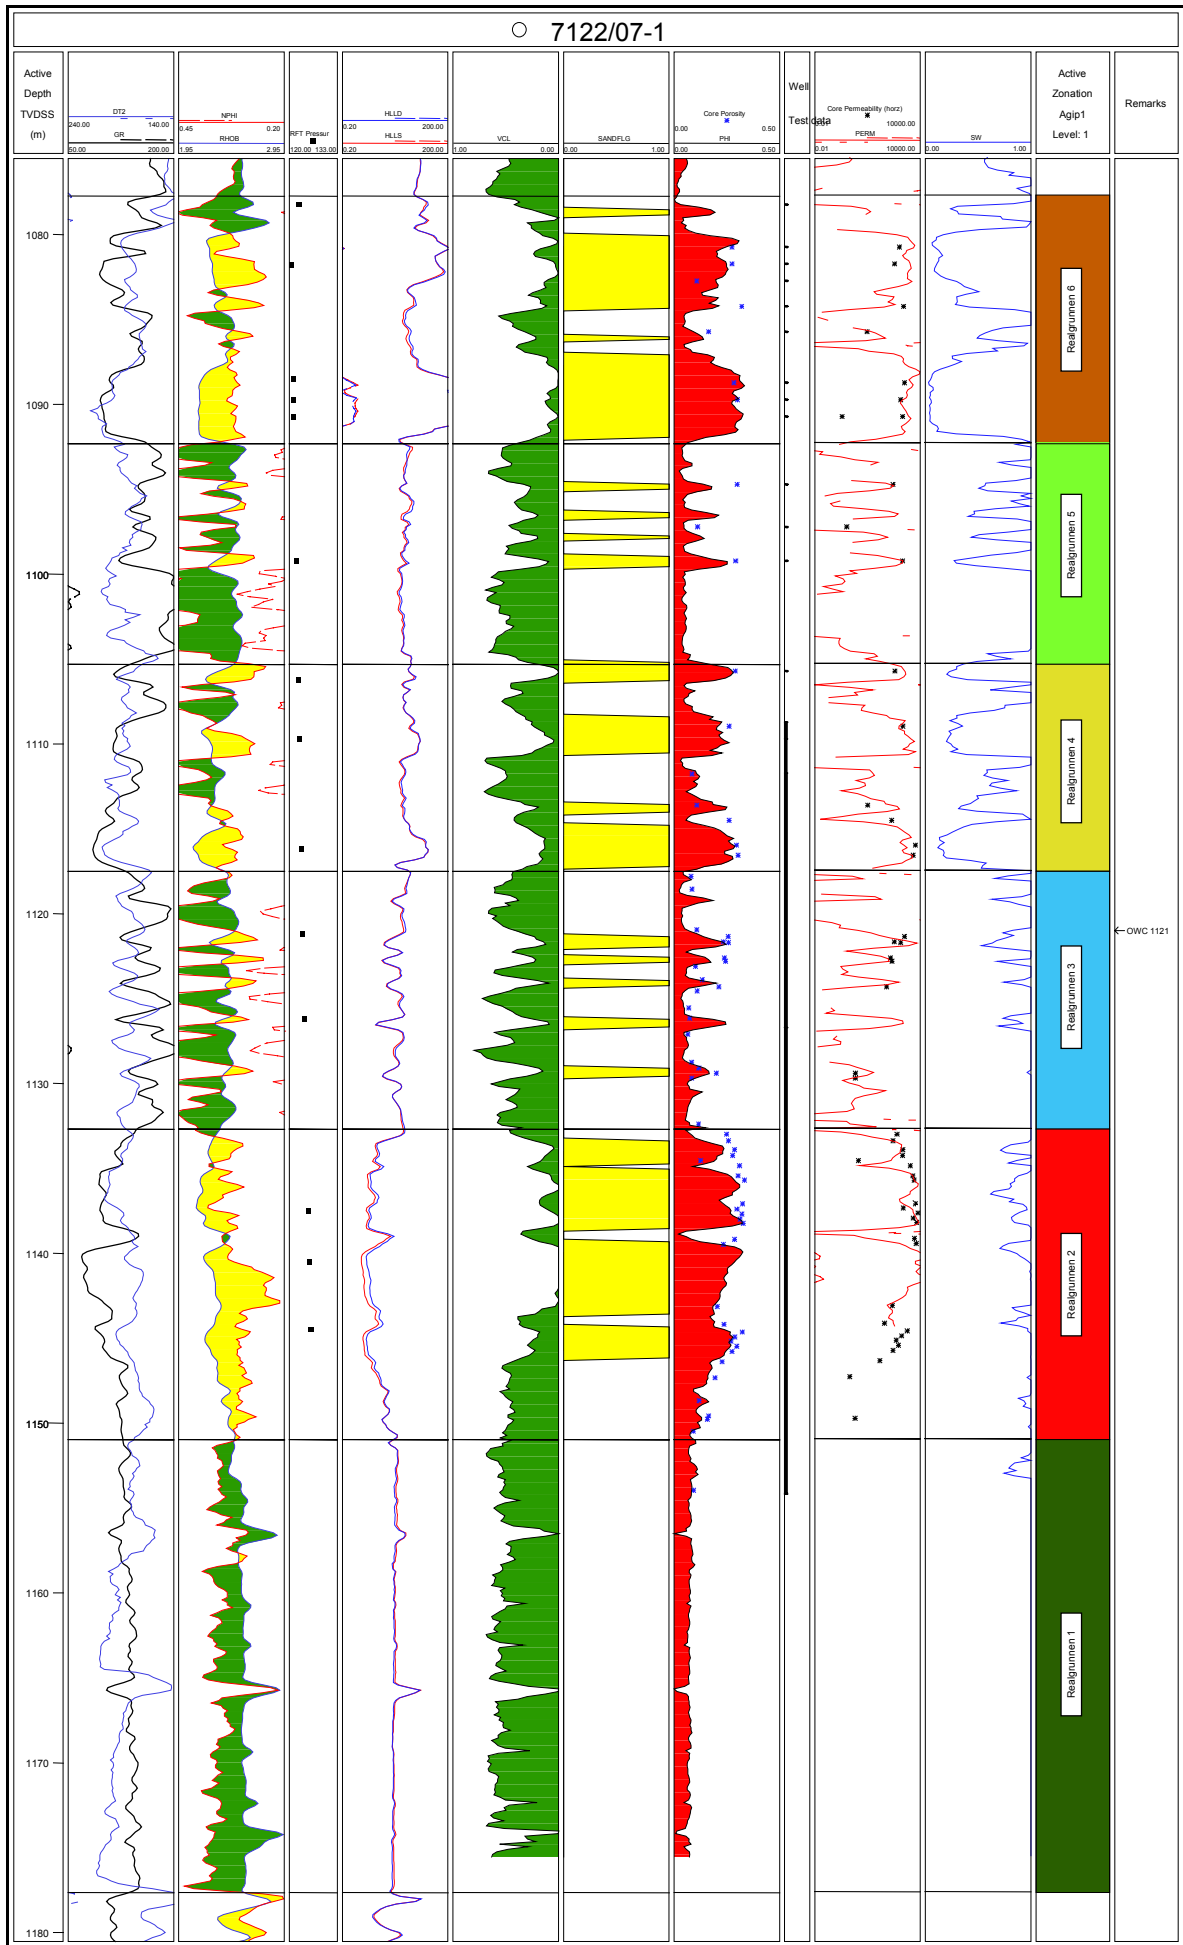 7122/07-1
Active
Depth
TVDSS
(m)
DT2
240.00 140.00
GR
50.00 200.00
NPHI
0.45 0.20
RHOB
1.95 2.95
RFT Pressur
120.00 133.00
HLLD
0.20 200.00
HLLS
0.20 200.00
VCL
1.00 0.00
SANDFLG
0.00 1.00
Core Porosity
0.00 0.50
PHI
0.00 0.50
Well
Test data
Core Permeability (horz)
0.01 10000.00
PERM
0.01 10000.00
SW
0.00 1.00
Active
Zonation
Agip1
Level: 1
Remarks
1080
Realgrunnen 6
1090
Realgrunnen 5
1100
1110
Realgrunnen 4
1120
OWC 1121
Realgrunnen 3
1130
1140
Realgrunnen 2
1150
1160
Realgrunnen 1
1170
1180